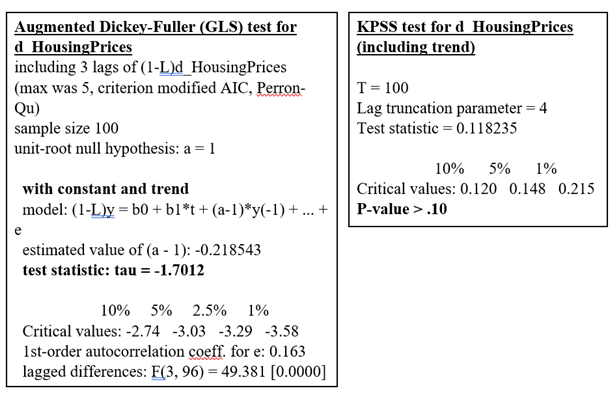 Augmented Dickey-Fuller (GLS) test for
d_HousingPrices
including 3 lags of (1-L)d_HousingPrices
(max was 5, criterion modified AIC, Perron-
Qu)
sample size 100
unit-root null hypothesis: a = 1
with constant and trend
model: (1-L)y = b0 + b1*t + (a-1)*y(-1) + ... +
e
estimated value of (a - 1): -0.218543
test statistic: tau = -1.7012
10% 5% 2.5% 1%
Critical values: -2.74 -3.03 -3.29 -3.58
1st-order autocorrelation coeff. for e: 0.163
lagged differences: F(3, 96) = 49.381 [0.0000]
KPSS test for d_HousingPrices
(including trend)
T = 100
Lag truncation parameter = 4
Test statistic = 0.118235
10% 5% 1%
Critical values: 0.120 0.148 0.215
P-value > .10